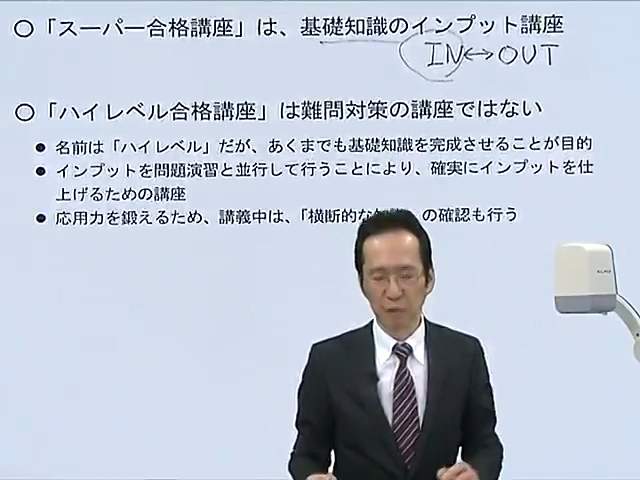 ○「スーパー合格講座」は、基礎知識のインプット講座
IN↔OUT
○「ハイレベル合格講座」は難問対策の講座ではない
● 名前は「ハイレベル」だが、あくまでも基礎知識を完成させることが目的
● インプットを問題演習と並行して行うことにより、確実にインプットを仕
上げるための講座
● 応用力を鍛えるため、講義中は、「横断的な知識」の確認も行う